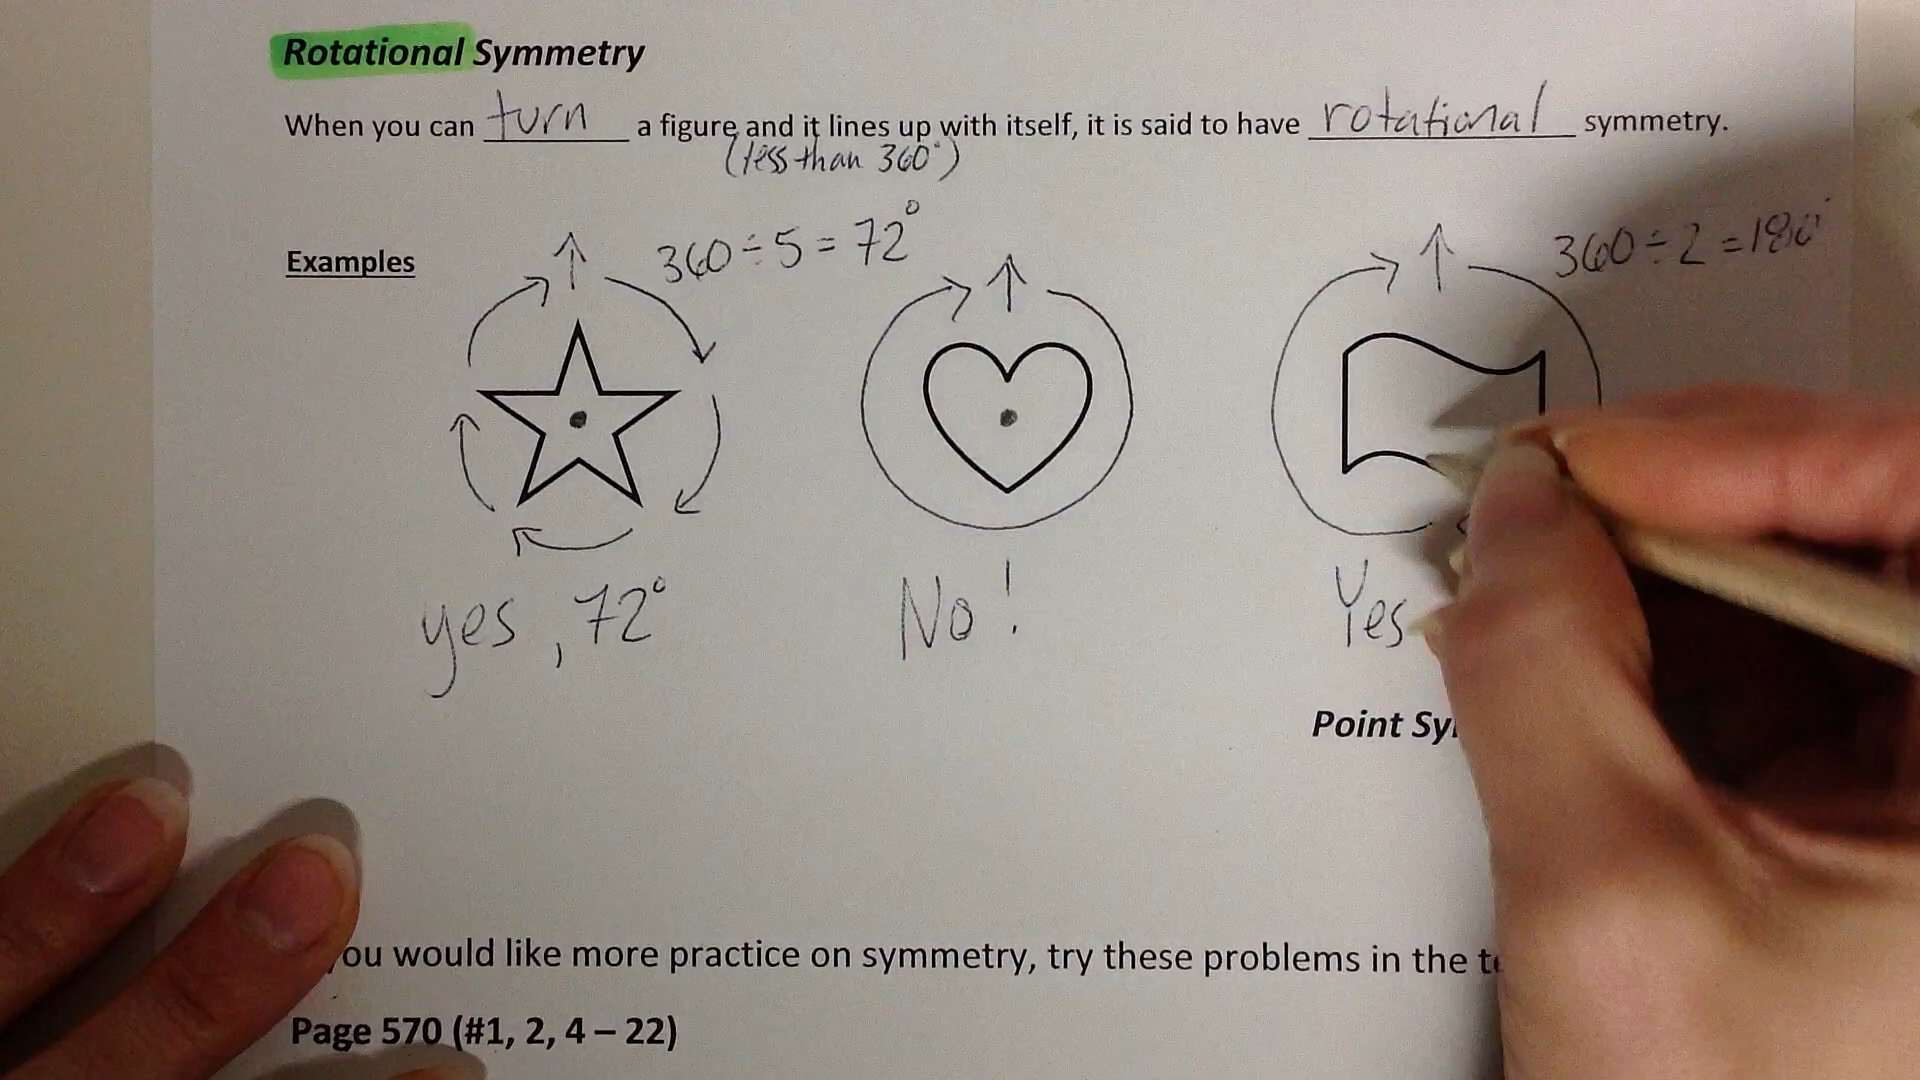 Rotational Symmetry
When you can turn a figure and it lines up with itself, it is said to have rotational symmetry.
(less than 360°)
360 ÷ 5 = 72°
360 ÷ 2 = 180°
Examples
yes, 72°
No!
Yes
Point
ou would like more practice on symmetry, try these problems in the
Page 570 (#1, 2, 4 – 22)